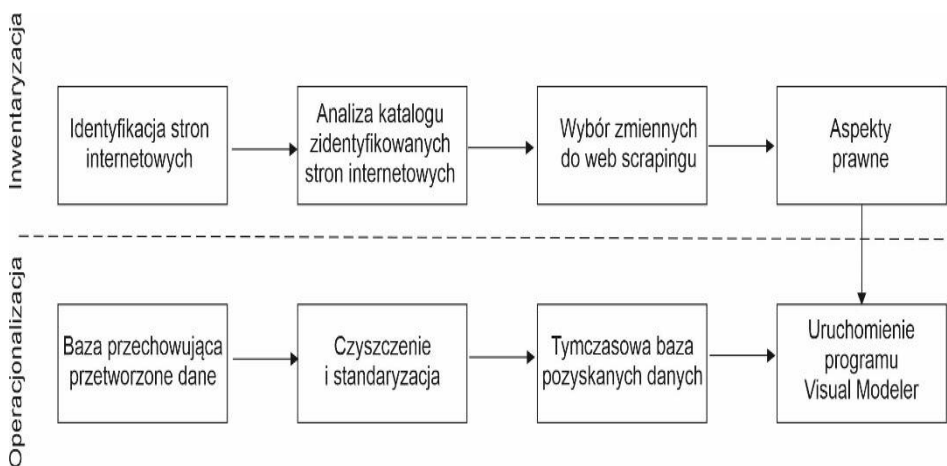 Inwentaryzacja
Identyfikacja stron
internetowych
Analiza katalogu
zidentyfikowanych
stron internetowych
Wybór zmiennych
do web scrapingu
Aspekty
prawne
Operacjonalizacja
Baza przechowująca
przetworzone dane
Czyszczenie
i standaryzacja
Tymczasowa baza
pozyskanych danych
Uruchomienie
programu
Visual Modeler